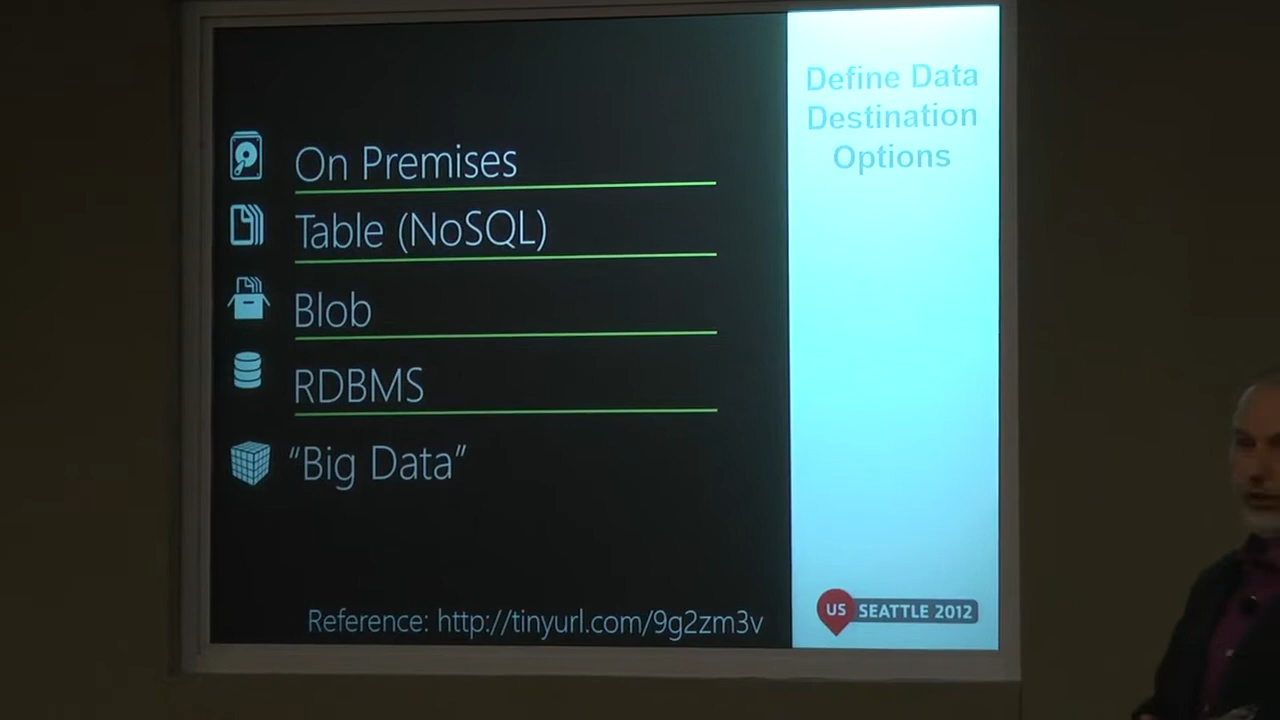 Define Data
Destination
Options
On Premises
Table (NoSQL)
Blob
RDBMS
“Big Data”
Reference: http://tinyurl.com/9g2zm3v
US SEATTLE 2012